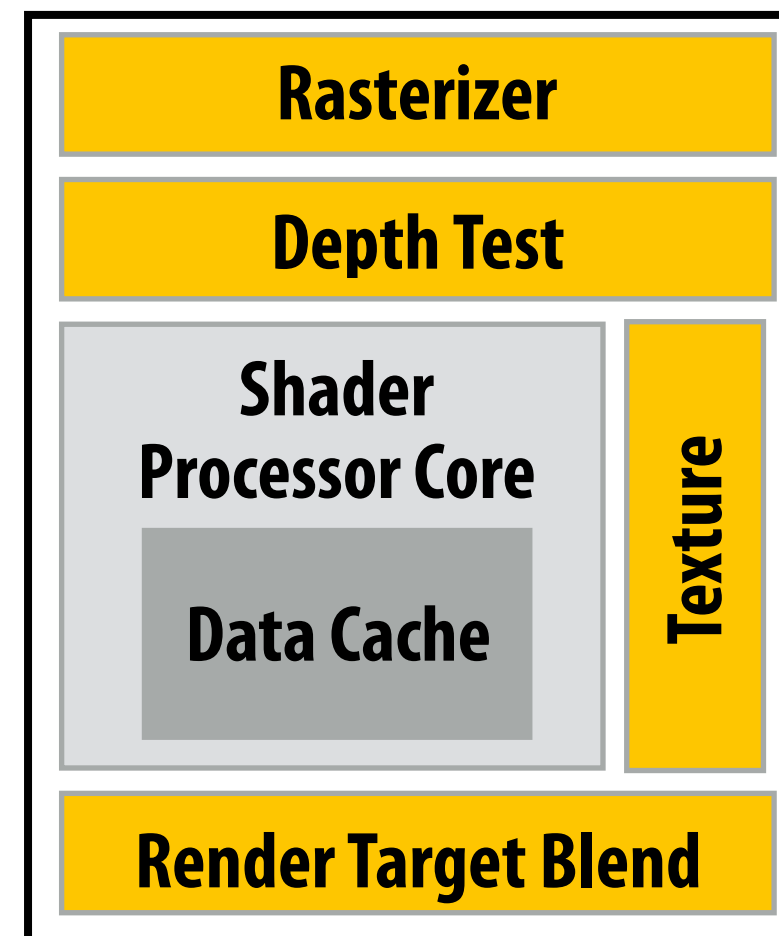 Rasterizer
Depth Test
Shader
Processor Core
Data Cache
Texture
Render Target Blend